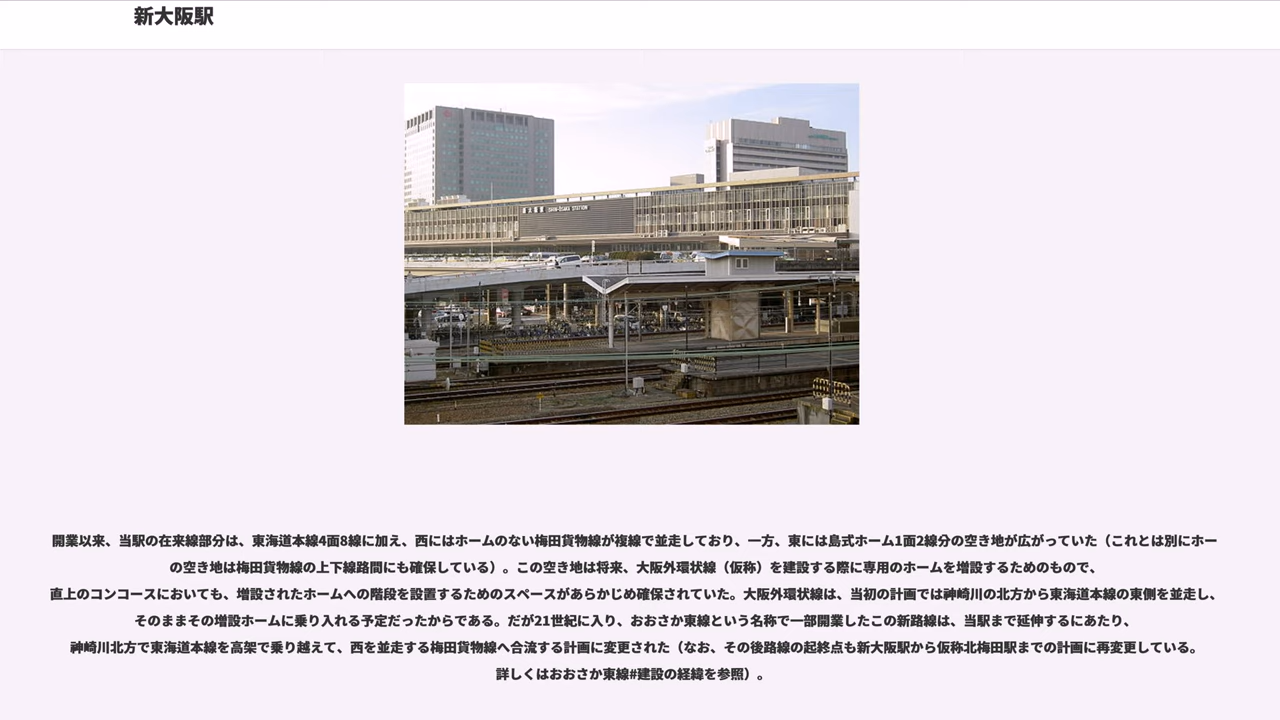 新大阪駅
新大阪駅 SHIN-OSAKA STATION
開業以来、当駅の在来線部分は、東海道本線4面8線に加え、西にはホームのない梅田貨物線が複線で並走しており、一方、東には島式ホーム1面2線分の空き地が広がっていた（これとは別にホー
の空き地は梅田貨物線の上下線路間にも確保している）。この空き地は将来、大阪外環状線（仮称）を建設する際に専用のホームを増設するためのもので、
直上のコンコースにおいても、増設されたホームへの階段を設置するためのスペースがあらかじめ確保されていた。大阪外環状線は、当初の計画では神崎川の北方から東海道本線の東側を並走し、
そのままその増設ホームに乗り入れる予定だったからである。だが21世紀に入り、おおさか東線という名称で一部開業したこの新路線は、当駅まで延伸するにあたり、
神崎川北方で東海道本線を高架で乗り越えて、西を並走する梅田貨物線へ合流する計画に変更された（なお、その後路線の起終点も新大阪駅から仮称北梅田駅までの計画に再変更している。
詳しくはおおさか東線#建設の経緯を参照）。